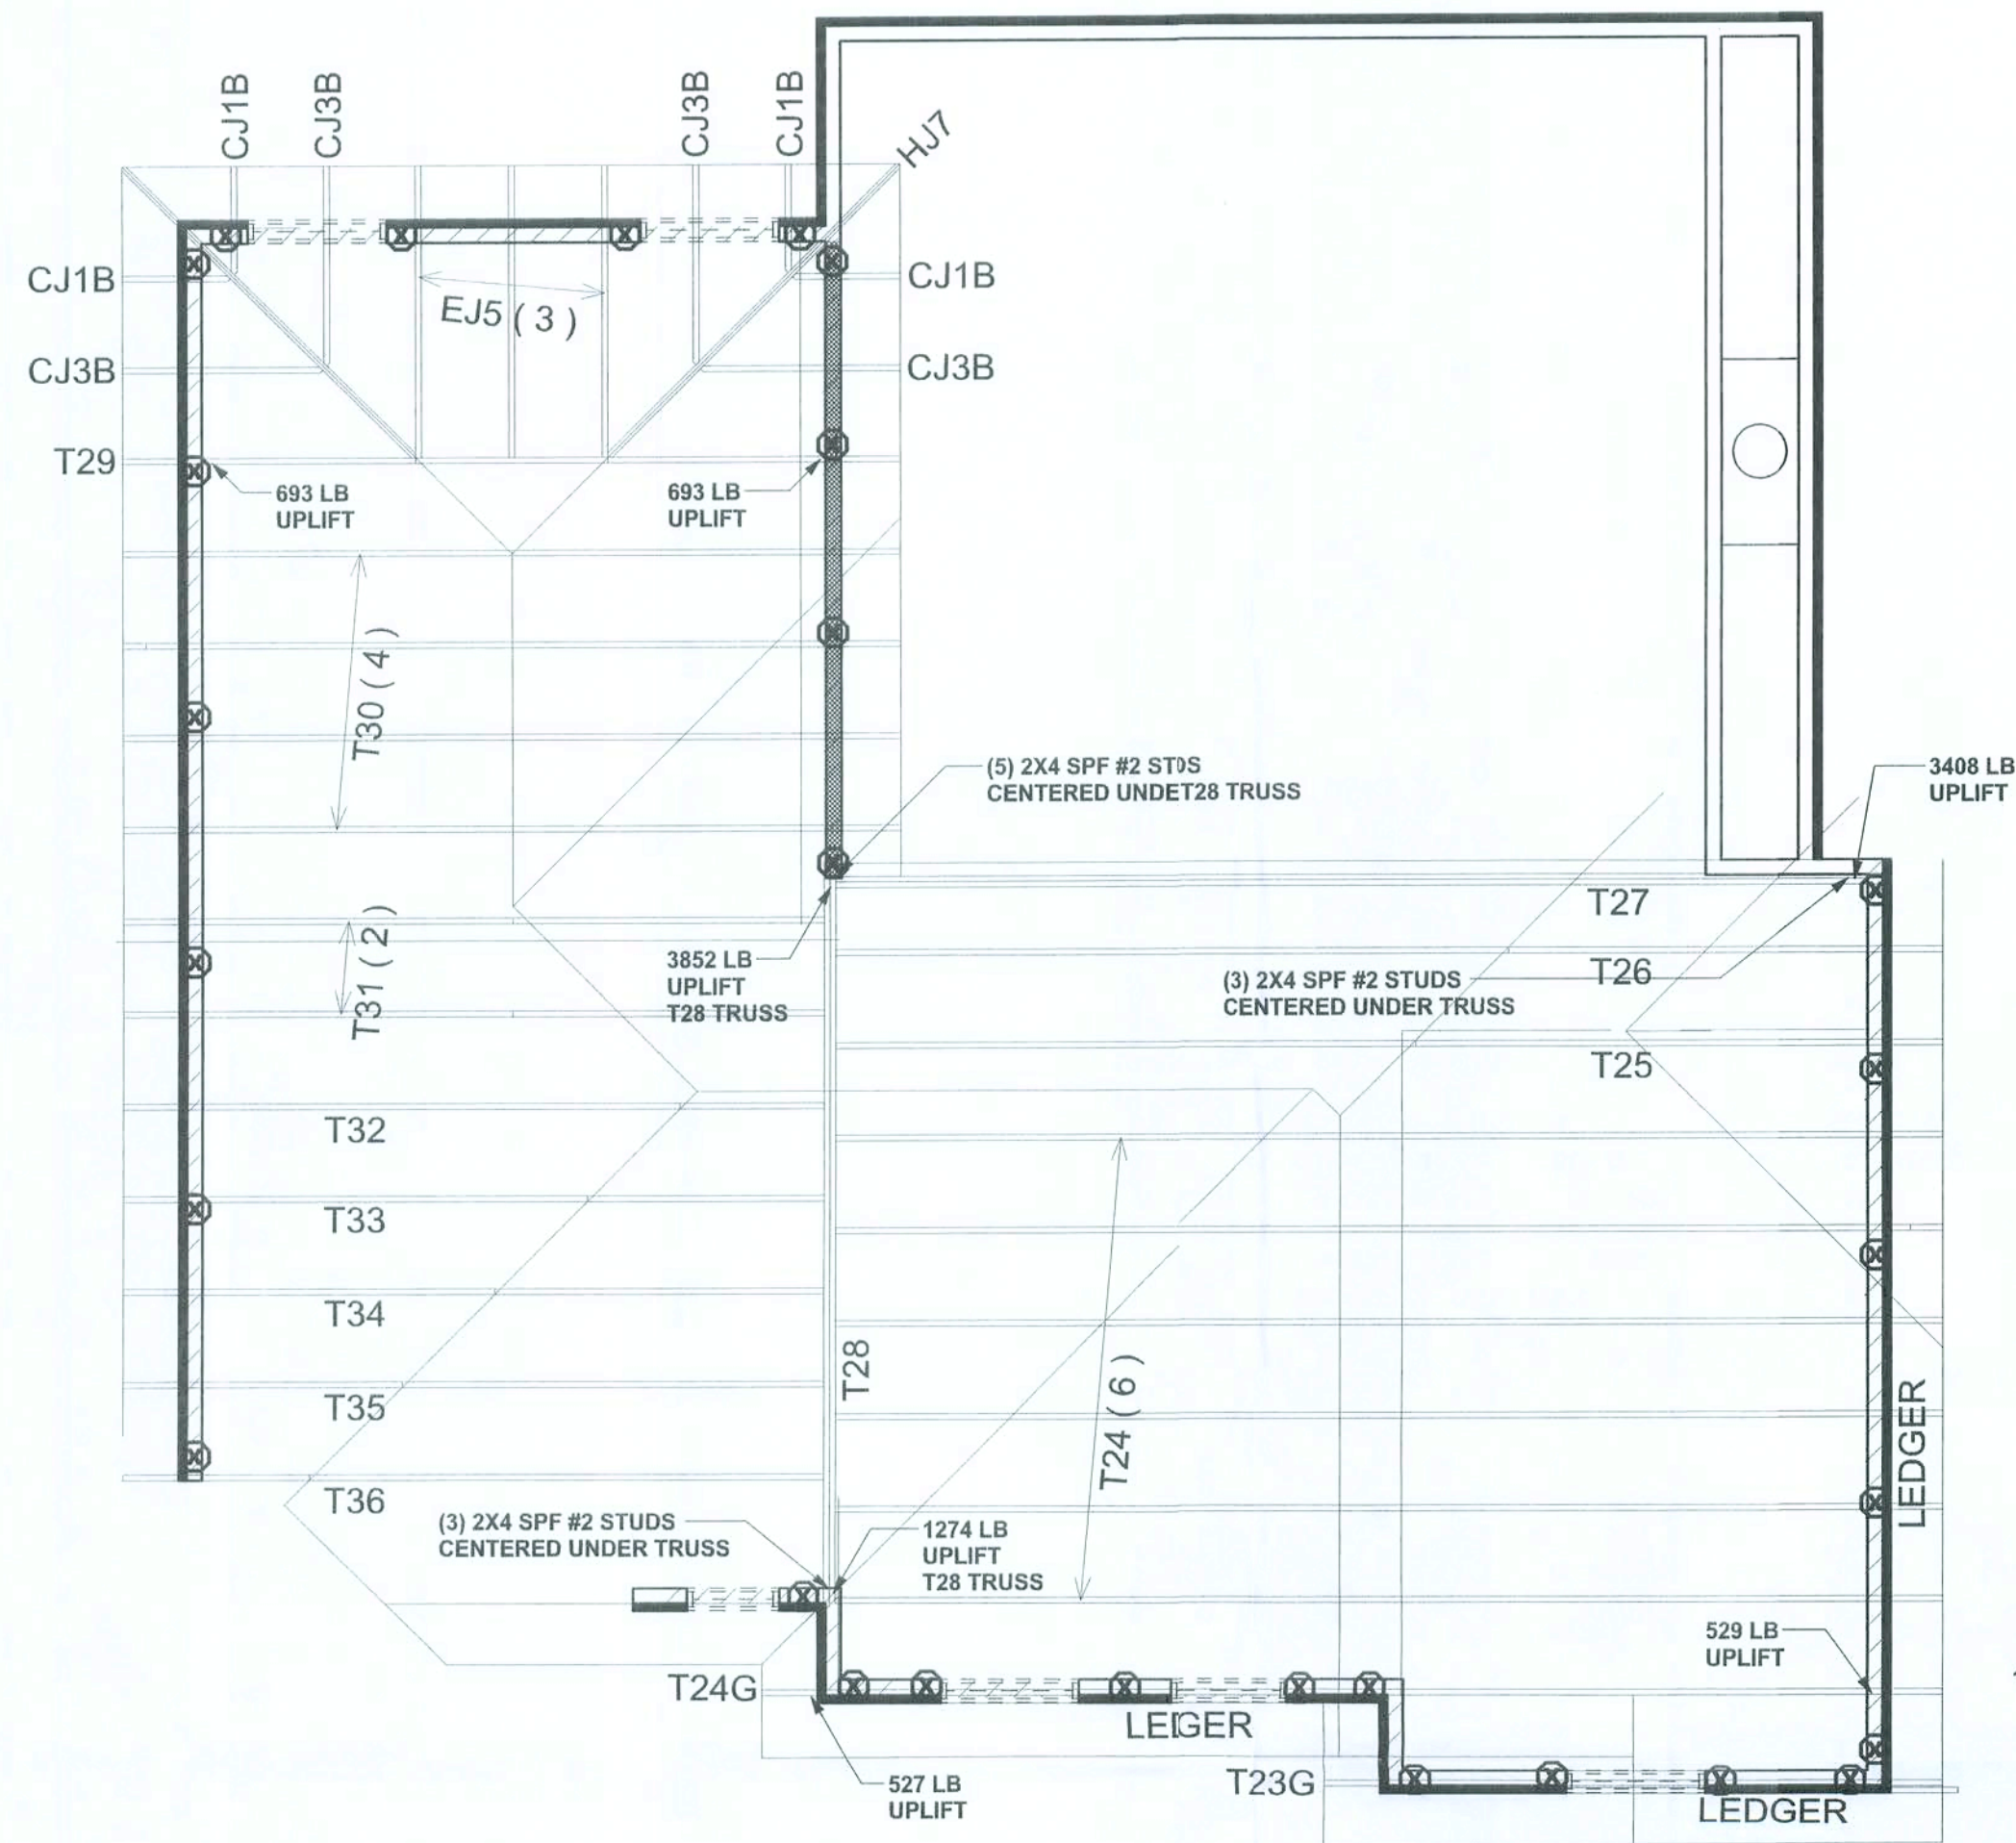 CJ1B
CJ3B
CJ3B
CJ1B
HJ7
CJ1B
CJ1B
EJ5 ( 3 )
CJ3B
CJ3B
T29
693 LB
UPLIFT
693 LB
UPLIFT
T30 ( 4 )
(5) 2X4 SPF #2 STDS
CENTERED UNDET28 TRUSS
3408 LB
UPLIFT
T27
T31 ( 2 )
3852 LB
UPLIFT
T28 TRUSS
T26
(3) 2X4 SPF #2 STUDS
CENTERED UNDER TRUSS
T25
T32
T33
T34
T28
T24 ( 6 )
T35
LEDGER
T36
(3) 2X4 SPF #2 STUDS
CENTERED UNDER TRUSS
1274 LB
UPLIFT
T28 TRUSS
529 LB
UPLIFT
T24G
LEDGER
527 LB
UPLIFT
T23G
LEDGER